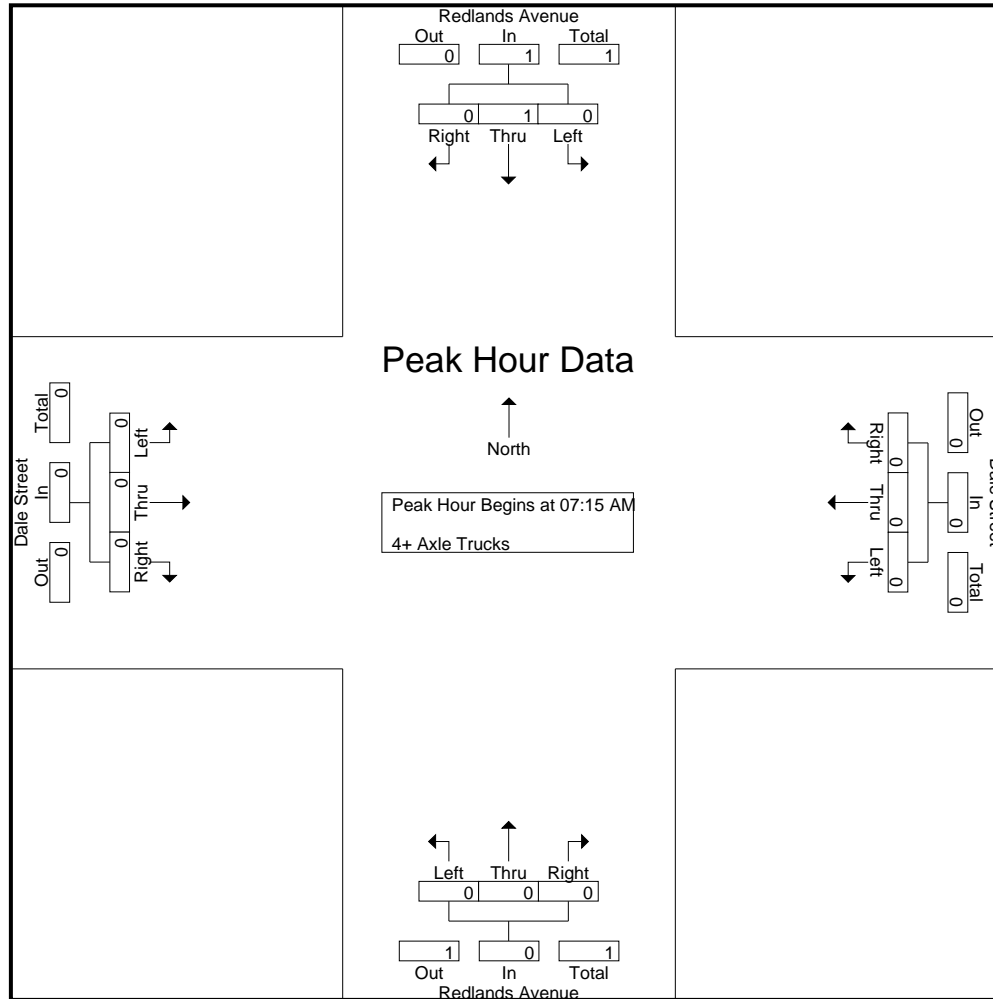 Redlands Avenue
Out In Total
0 1 1
0 1 0
Right Thru Left
Peak Hour Data
North
Peak Hour Begins at 07:15 AM
4+ Axle Trucks
Dale Street
Total In Out
0 0 0
0 0 0
Left Thru Right
Out In Total
0 0 0
0 0 0
Right Thru Left
Left Thru Right
0 0 0
1 0 1
Out In Total
Redlands Avenue